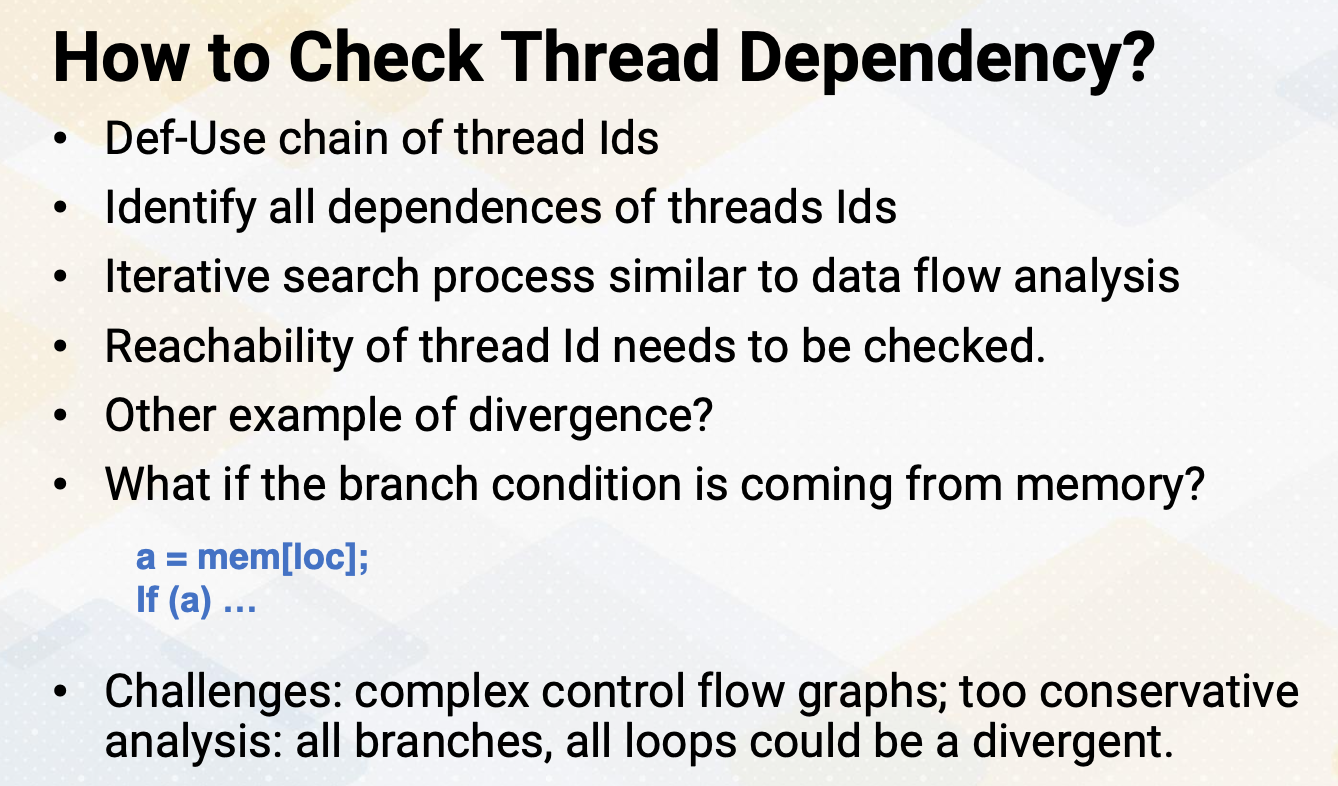 How to Check Thread Dependency?
• Def-Use chain of thread Ids
• Identify all dependences of threads Ids
• Iterative search process similar to data flow analysis
• Reachability of thread Id needs to be checked.
• Other example of divergence?
• What if the branch condition is coming from memory?
a = mem[loc];
If (a) …
• Challenges: complex control flow graphs; too conservative
analysis: all branches, all loops could be a divergent.